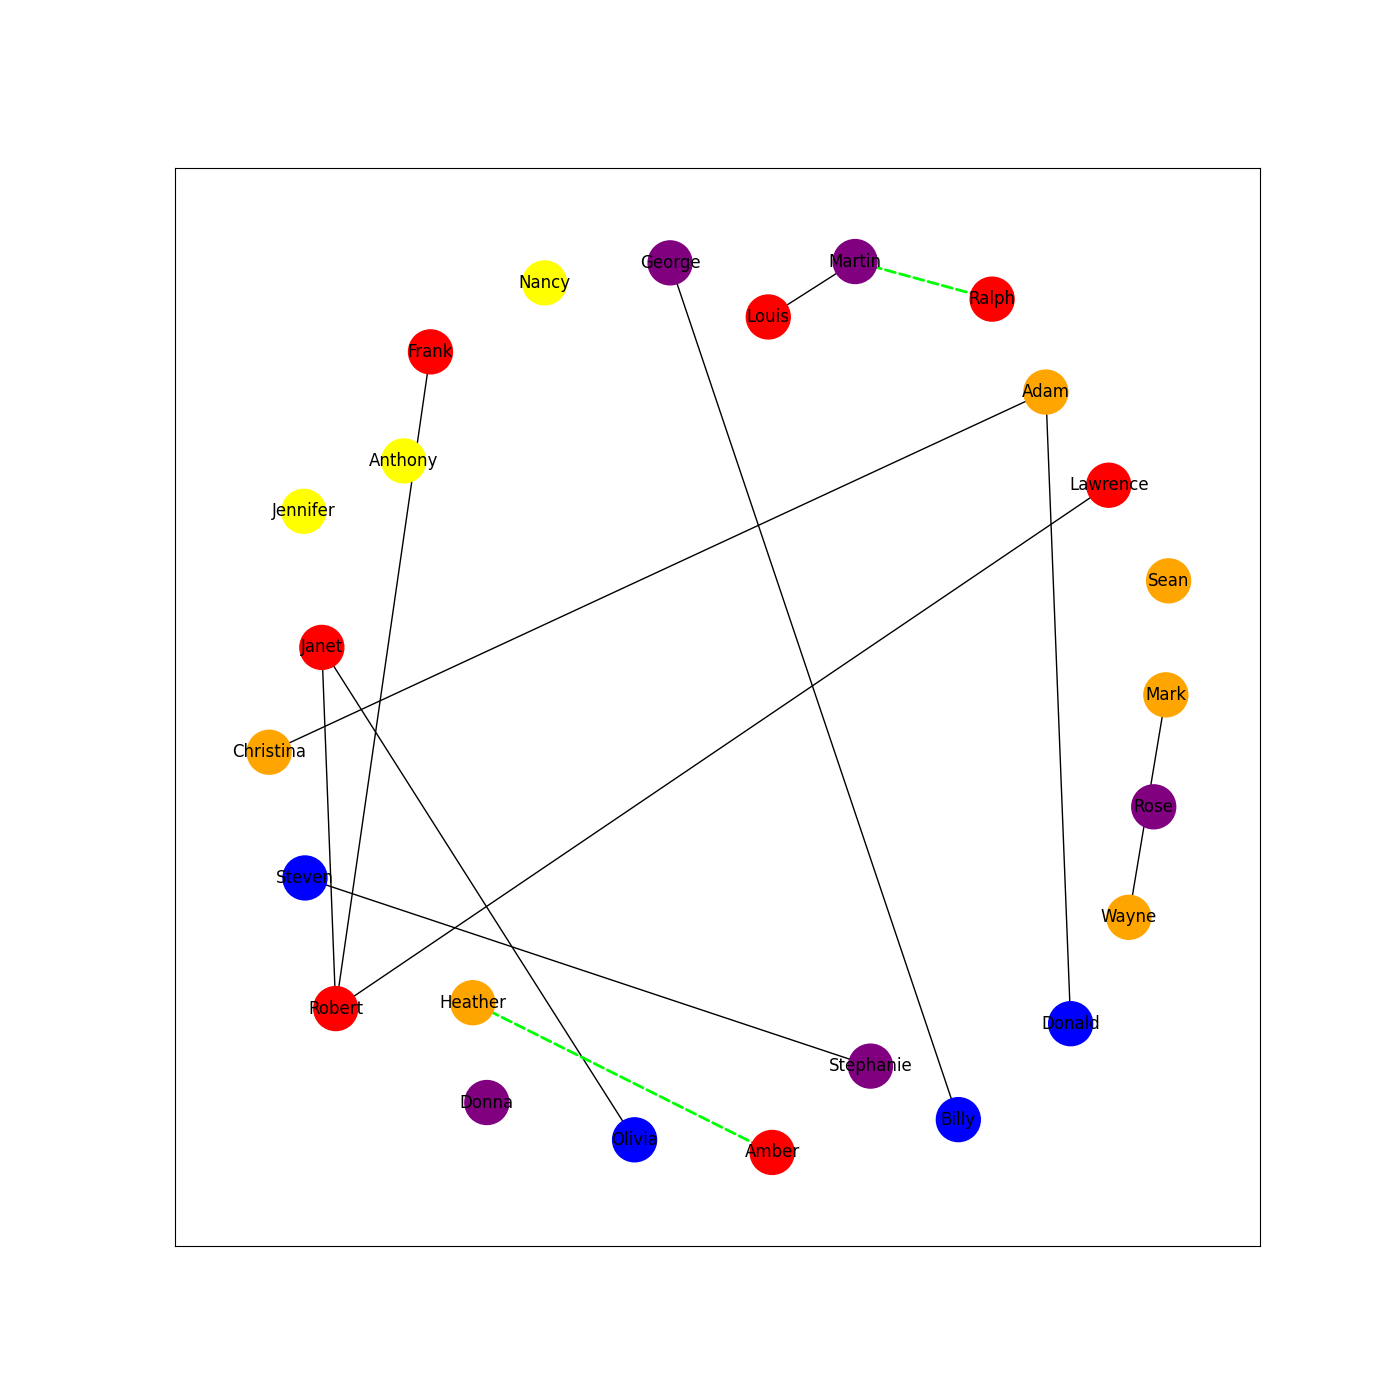 George
Martin
Nancy
Ralph
Louis
Frank
Adam
Anthony
Lawrence
Jennifer
Sean
Janet
Mark
Christina
Rose
Steven
Wayne
Heather
Robert
Donald
Stephanie
Donna
Billy
Olivia
Amber